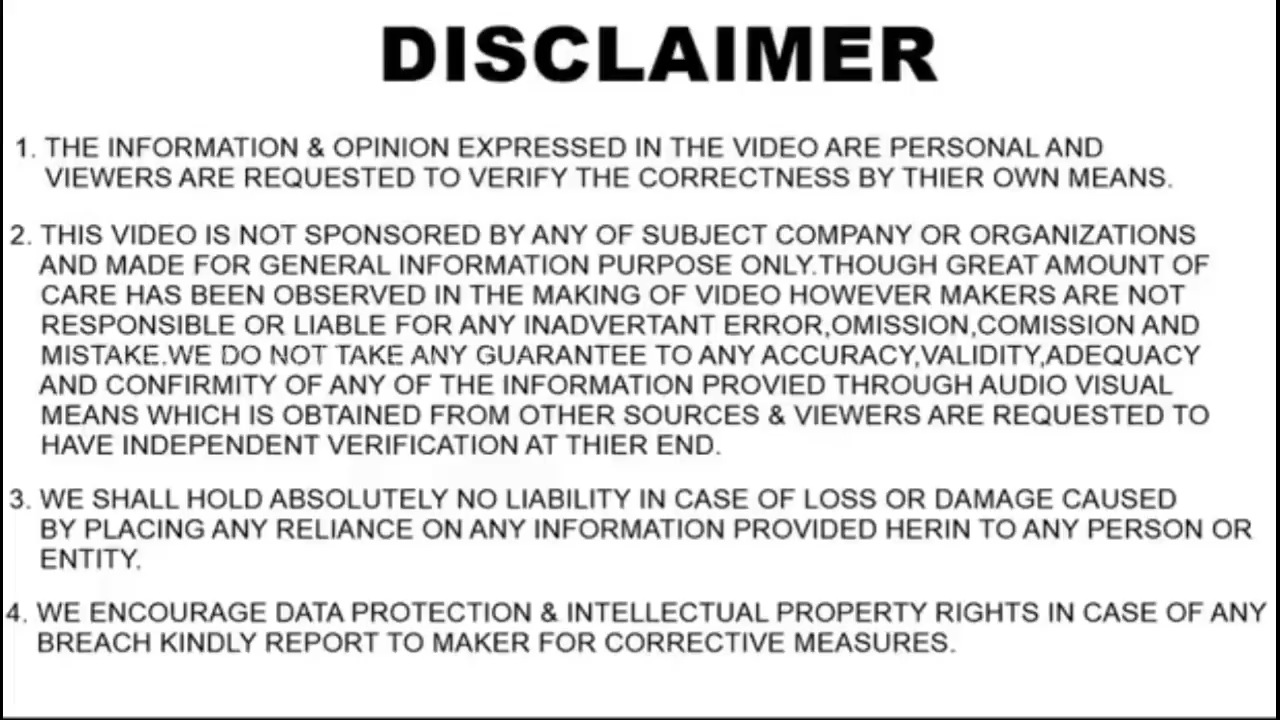 DISCLAIMER
1. THE INFORMATION & OPINION EXPRESSED IN THE VIDEO ARE PERSONAL AND
VIEWERS ARE REQUESTED TO VERIFY THE CORRECTNESS BY THIER OWN MEANS.
2. THIS VIDEO IS NOT SPONSORED BY ANY OF SUBJECT COMPANY OR ORGANIZATIONS
AND MADE FOR GENERAL INFORMATION PURPOSE ONLY.THOUGH GREAT AMOUNT OF
CARE HAS BEEN OBSERVED IN THE MAKING OF VIDEO HOWEVER MAKERS ARE NOT
RESPONSIBLE OR LIABLE FOR ANY INADVERTANT ERROR,OMISSION,COMISSION AND
MISTAKE.WE DO NOT TAKE ANY GUARANTEE TO ANY ACCURACY,VALIDITY,ADEQUACY
AND CONFIRMITY OF ANY OF THE INFORMATION PROVIED THROUGH AUDIO VISUAL
MEANS WHICH IS OBTAINED FROM OTHER SOURCES & VIEWERS ARE REQUESTED TO
HAVE INDEPENDENT VERIFICATION AT THIER END.
3. WE SHALL HOLD ABSOLUTELY NO LIABILITY IN CASE OF LOSS OR DAMAGE CAUSED
BY PLACING ANY RELIANCE ON ANY INFORMATION PROVIDED HERIN TO ANY PERSON OR
ENTITY.
4. WE ENCOURAGE DATA PROTECTION & INTELLECTUAL PROPERTY RIGHTS IN CASE OF ANY
BREACH KINDLY REPORT TO MAKER FOR CORRECTIVE MEASURES.